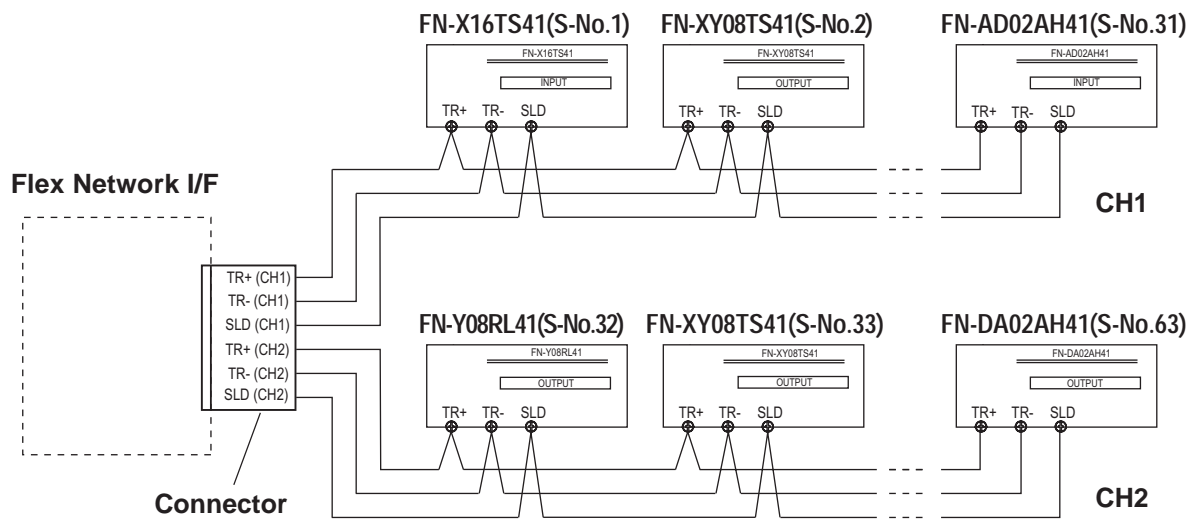 FN-X16TS41(S-No.1)
FN-XY08TS41(S-No.2)
FN-AD02AH41(S-No.31)
FN-X16TS41
INPUT
TR+ TR- SLD
FN-XY08TS41
OUTPUT
TR+ TR- SLD
FN-AD02AH41
INPUT
TR+ TR- SLD
CH1
Flex Network I/F
TR+ (CH1)
TR- (CH1)
SLD (CH1)
TR+ (CH2)
TR- (CH2)
SLD (CH2)
Connector
FN-Y08RL41(S-No.32)
FN-XY08TS41(S-No.33)
FN-DA02AH41(S-No.63)
FN-Y08RL41
OUTPUT
TR+ TR- SLD
FN-XY08TS41
OUTPUT
TR+ TR- SLD
FN-DA02AH41
OUTPUT
TR+ TR- SLD
CH2